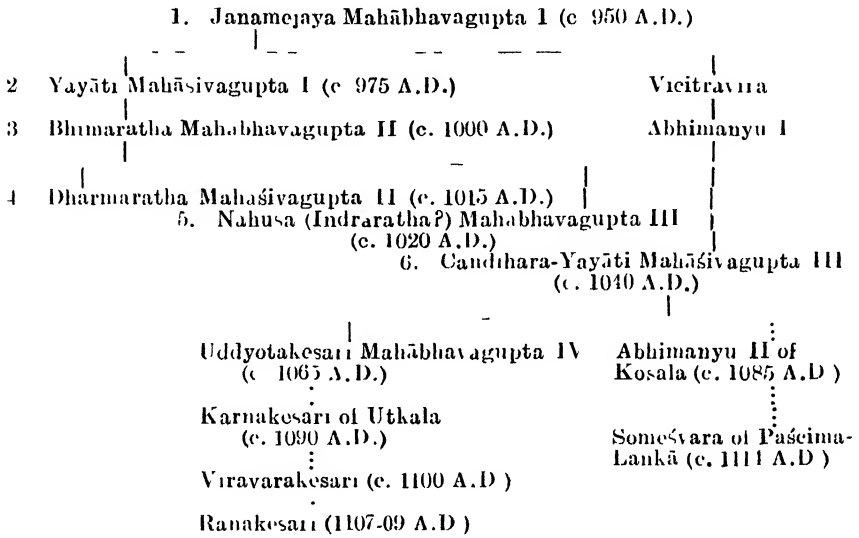 1. Janamejaya Mahābhavagupta 1 (c 950 A.D.)
2 Yayāti Mahāsivagupta I (c 975 A.D.) Vicitravira
3 Bhimaratha Mahabhavagupta II (c. 1000 A.D.) Abhimanyu I
4 Dharmaratha Mahaśivagupta II (c. 1015 A.D.)
5. Nahusa (Indraratha?) Mahabhavagupta III
(c. 1020 A.D.)
6. Candihara-Yayāti Mahāśivagupta III
(c. 1040 A.D.)
Uddyotakesari Mahābhavagupta IV Abhimanyu II of
(c 1065 A.D.) Kosala (c. 1085 A.D )
Karnakesari of Utkala
(c. 1090 A.D.) Someśvara of Paścima-
Lankā (c. 1111 A.D )
Viravarakesari (c. 1100 A.D )
Ranakesari (1107-09 A.D )